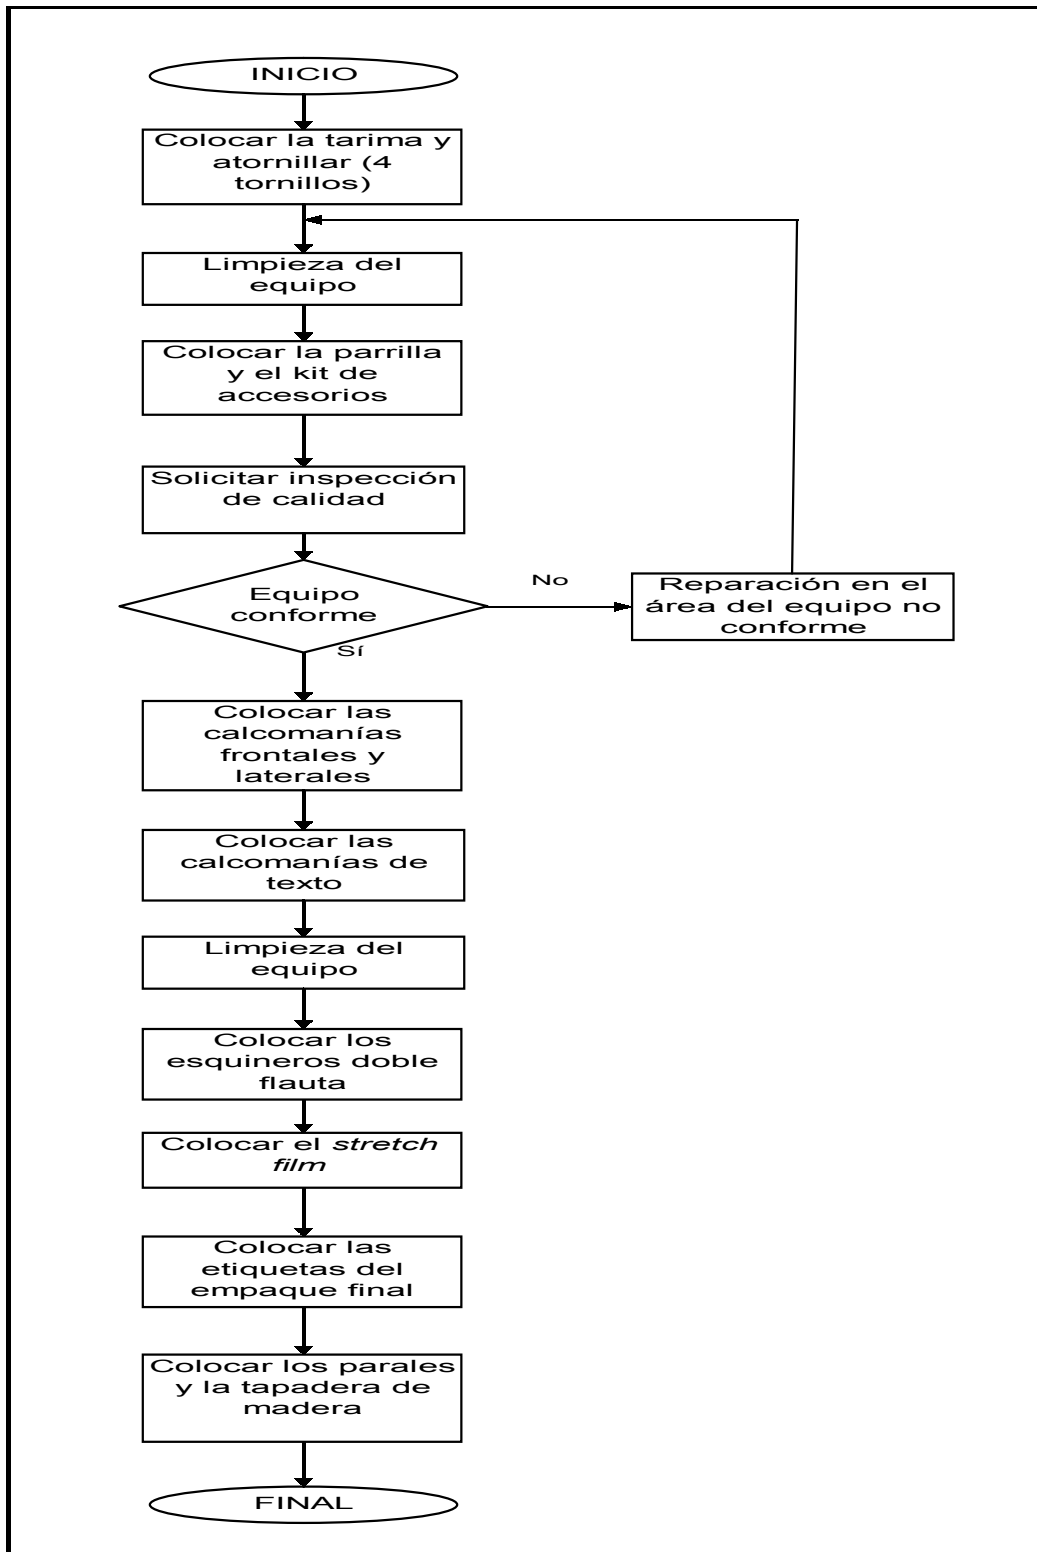 INICIO
Colocar la tarima y
atornillar (4
tornillos)
Limpieza del
equipo
Colocar la parrilla
y el kit de
accesorios
Solicitar inspección
de calidad
Equipo
conforme
No
Reparación en el
área del equipo no
conforme
Sí
Colocar las
calcomanías
frontales y
laterales
Colocar las
calcomanías de
texto
Limpieza del
equipo
Colocar los
esquineros doble
flauta
Colocar el stretch
film
Colocar las
etiquetas del
empaque final
Colocar los parales
y la tapadera de
madera
FINAL